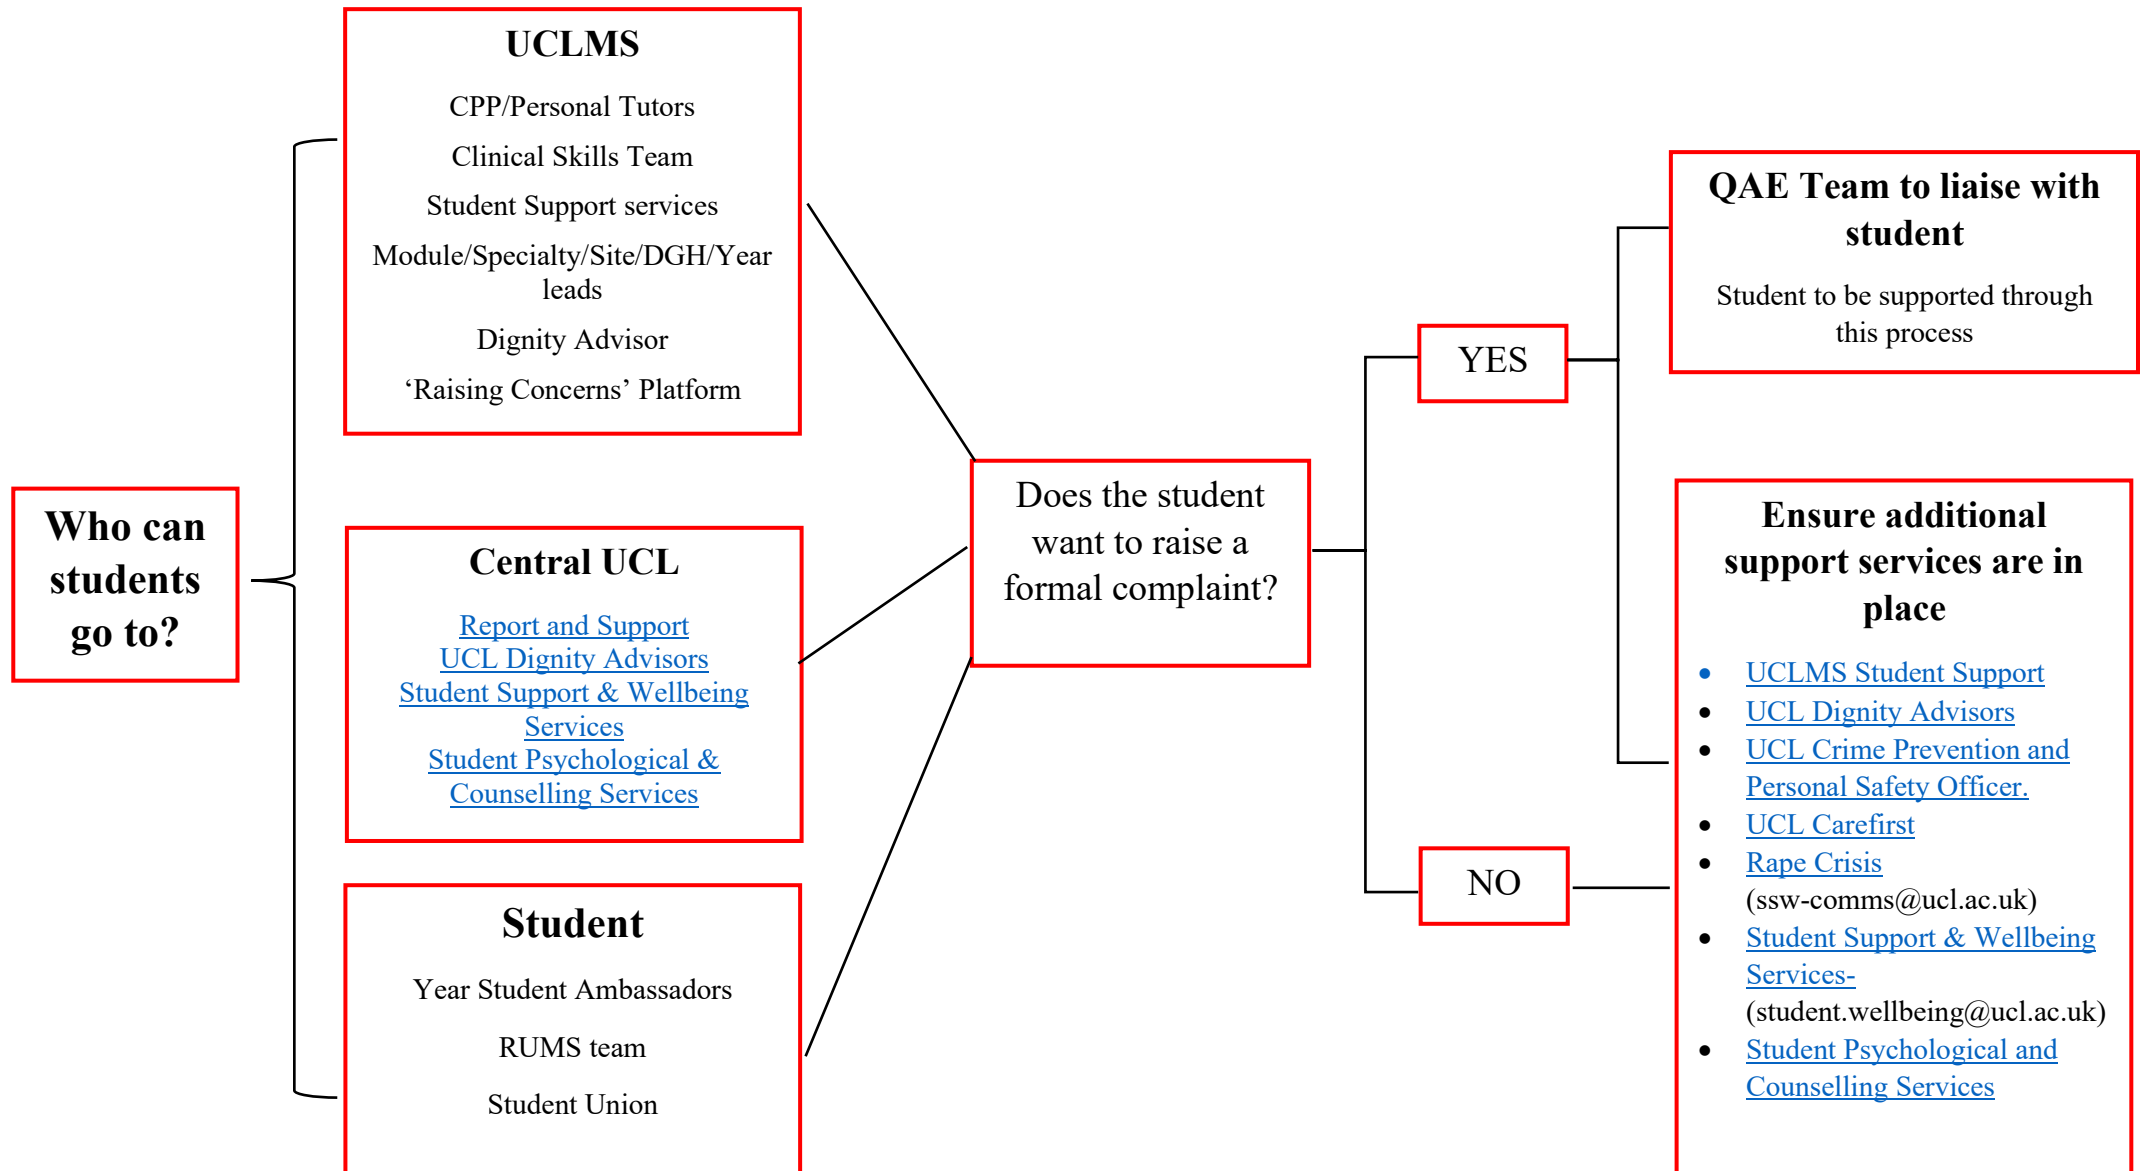 Who can
students
go to?
UCLMS
CPP/Personal Tutors
Clinical Skills Team
Student Support services
Module/Specialty/Site/DGH/Year
leads
Dignity Advisor
‘Raising Concerns’ Platform
Central UCL
Report and Support
UCL Dignity Advisors
Student Support & Wellbeing
Services
Student Psychological &
Counselling Services
Student
Year Student Ambassadors
RUMS team
Student Union
Does the student
want to raise a
formal complaint?
YES
NO
QAE Team to liaise with
student
Student to be supported through
this process
Ensure additional
support services are in
place
• UCLMS Student Support
• UCL Dignity Advisors
• UCL Crime Prevention and
Personal Safety Officer.
• UCL Carefirst
• Rape Crisis
(ssw-comms@ucl.ac.uk)
• Student Support & Wellbeing
Services-
(student.wellbeing@ucl.ac.uk)
• Student Psychological and
Counselling Services